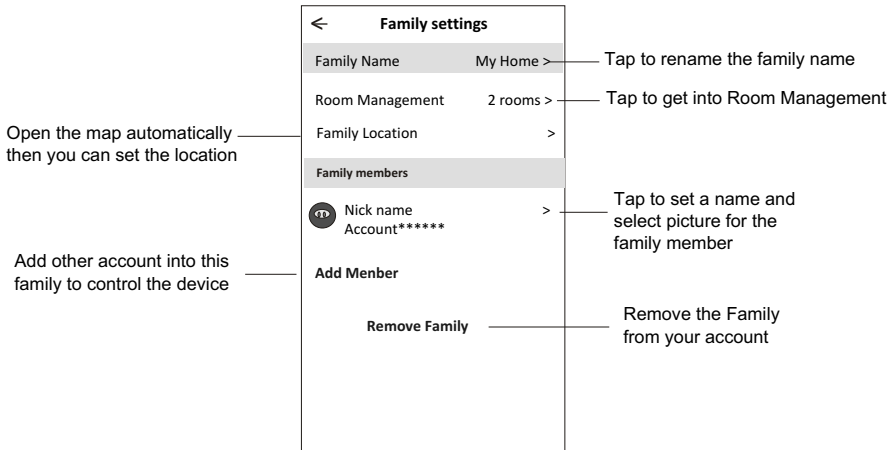 ← Family settings
Family Name My Home >
Tap to rename the family name
Room Management 2 rooms >
Tap to get into Room Management
Open the map automatically
then you can set the location
Family Location >
Family members
Nick name >
Account******
Tap to set a name and
select picture for the
family member
Add other account into this
family to control the device
Add Menber
Remove Family
Remove the Family
from your account